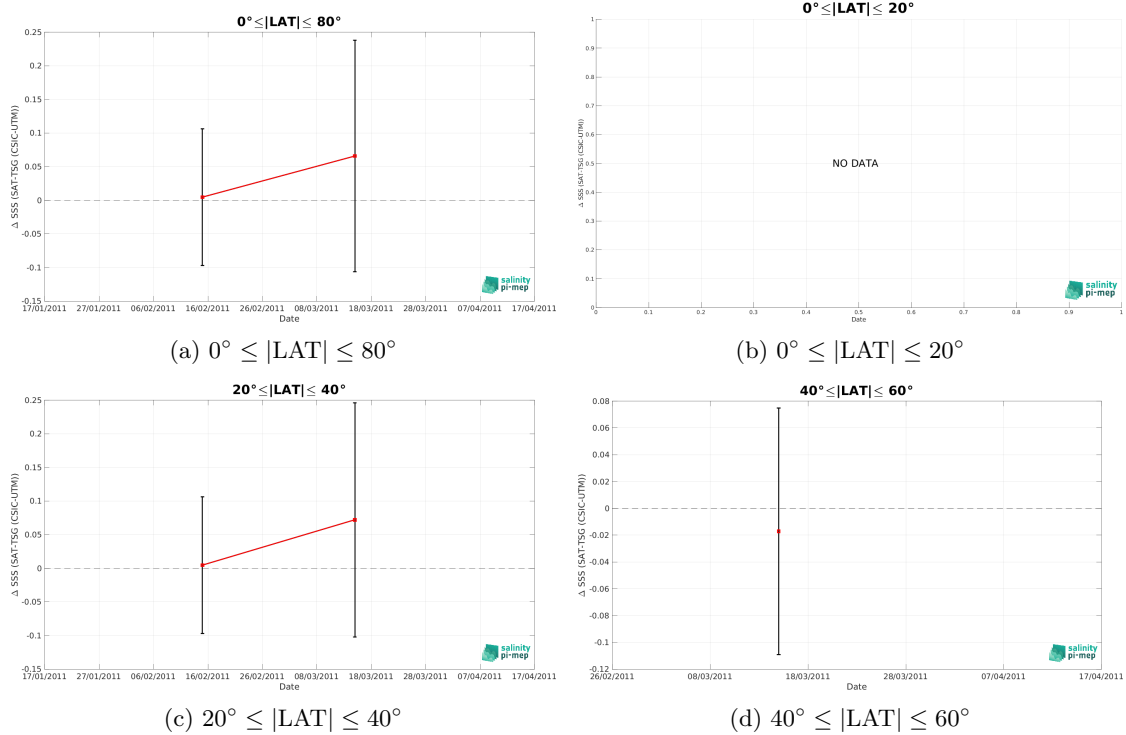 0°≤|LAT|≤ 80°
0.25
0.2
0.15
0.1
0.05
0
-0.05
-0.1
-0.15
Δ SSS (SAT-TSG (CSIC-UTM))
17/01/2011 27/01/2011 06/02/2011 16/02/2011 26/02/2011 08/03/2011 18/03/2011 28/03/2011 07/04/2011 17/04/2011
Date
salinity
pi-mep
(a) 0° ≤ |LAT| ≤ 80°
0°≤|LAT|≤ 20°
1
0.9
0.8
0.7
0.6
0.5
0.4
0.3
0.2
0.1
0
Δ SSS (SAT-TSG (CSIC-UTM))
NO DATA
0 0.1 0.2 0.3 0.4 0.5 0.6 0.7 0.8 0.9 1
Date
salinity
pi-mep
(b) 0° ≤ |LAT| ≤ 20°
20°≤|LAT|≤ 40°
0.25
0.2
0.15
0.1
0.05
0
-0.05
-0.1
-0.15
Δ SSS (SAT-TSG (CSIC-UTM))
17/01/2011 27/01/2011 06/02/2011 16/02/2011 26/02/2011 08/03/2011 18/03/2011 28/03/2011 07/04/2011 17/04/2011
Date
salinity
pi-mep
(c) 20° ≤ |LAT| ≤ 40°
40°≤|LAT|≤ 60°
0.08
0.06
0.04
0.02
0
-0.02
-0.04
-0.06
-0.08
-0.1
-0.12
Δ SSS (SAT-TSG (CSIC-UTM))
26/02/2011 08/03/2011 18/03/2011 28/03/2011 07/04/2011 17/04/2011
Date
salinity
pi-mep
(d) 40° ≤ |LAT| ≤ 60°